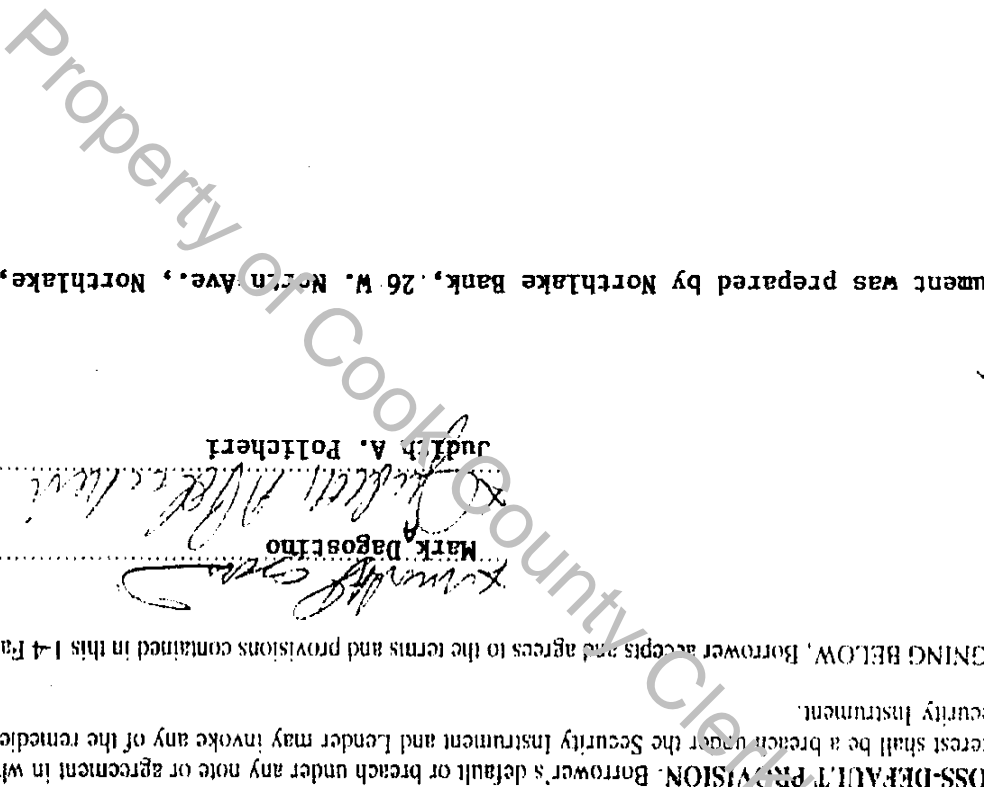 OSS-DEFAULT PROVISION. Borrower's default or breach under any note or agreement in wh
erest shall be a breach under the Security Instrument and Lender may invoke any of the remedie
ecurity Instrument.
GNING BELOW, Borrower accepts and agrees to the terms and provisions contained in this 1-4 Fa
Mark A Dagostino
Judith A. Policheri
ument was prepared by Northlake Bank, 26 W. North Ave., Northlake,
Property of Cook County Clerk